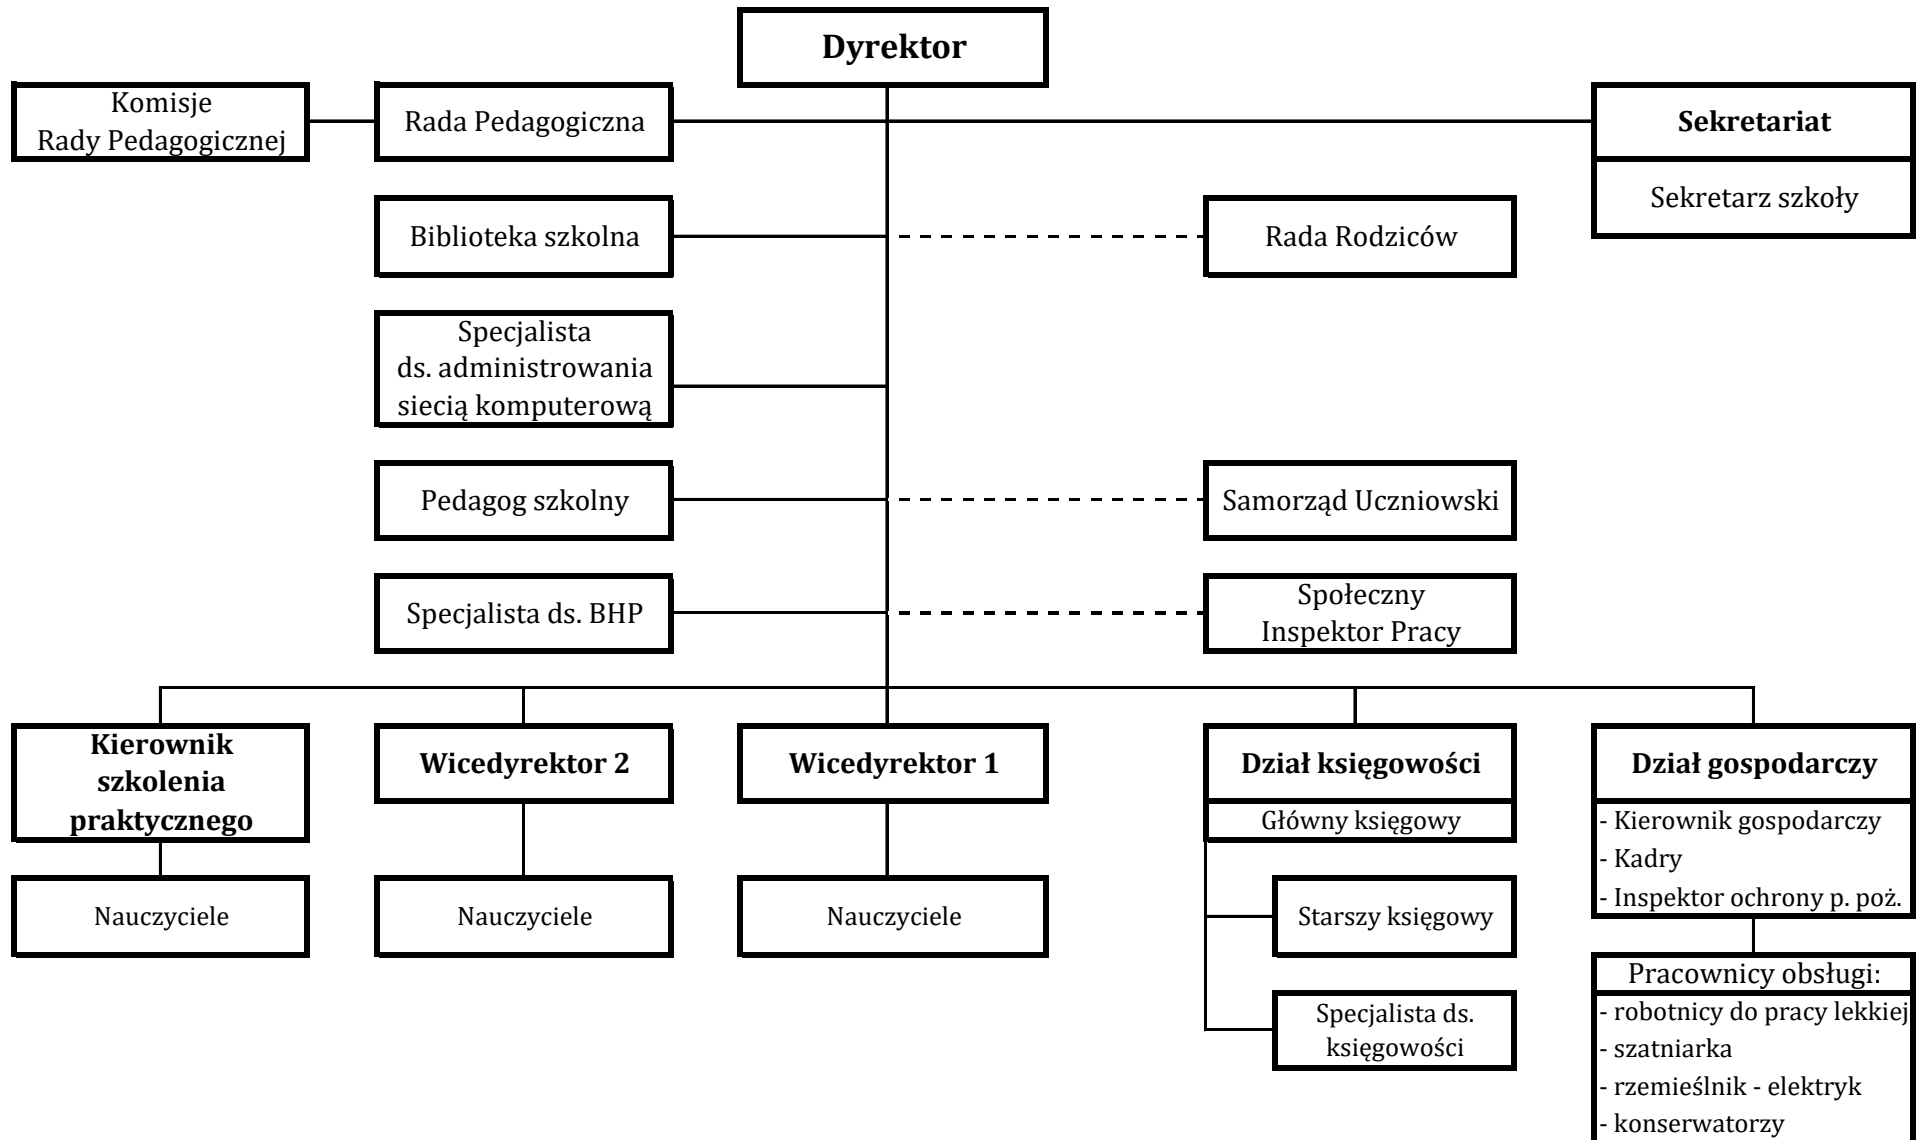 Dyrektor
Komisje
Rady Pedagogicznej
Rada Pedagogiczna
Sekretariat
Sekretarz szkoły
Biblioteka szkolna
Rada Rodziców
Specjalista
ds. administrowania
siecią komputerową
Pedagog szkolny
Samorząd Uczniowski
Specjalista ds. BHP
Społeczny
Inspektor Pracy
Kierownik
szkolenia
praktycznego
Wicedyrektor 2
Wicedyrektor 1
Dział księgowości
Główny księgowy
Dział gospodarczy
- Kierownik gospodarczy
- Kadry
- Inspektor ochrony p. poż.
Nauczyciele
Nauczyciele
Nauczyciele
Starszy księgowy
Specjalista ds.
księgowości
Pracownicy obsługi:
- robotnicy do pracy lekkiej
- szatniarka
- rzemieślnik - elektryk
- konserwatorzy